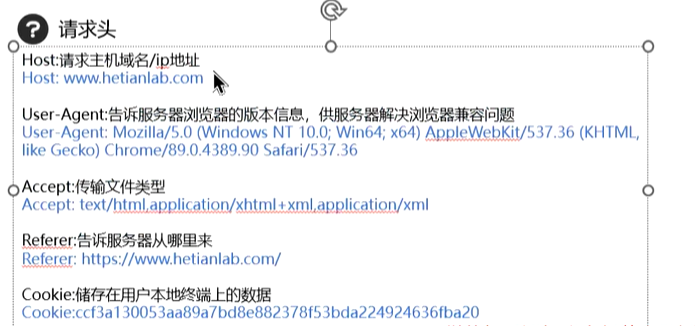 ? 请求头
Host:请求主机域名/ip地址
Host: www.hetianlab.com
User-Agent:告诉服务器浏览器的版本信息，供服务器解决浏览器兼容问题
User-Agent: Mozilla/5.0 (Windows NT 10.0; Win64; x64) AppleWebKit/537.36 (KHTML,
like Gecko) Chrome/89.0.4389.90 Safari/537.36
Accept:传输文件类型
Accept: text/html,application/xhtml+xml,application/xml
Referer:告诉服务器从哪里来
Referer: https://www.hetianlab.com/
Cookie:储存在用户本地终端上的数据
Cookie:ccf3a130053aa89a7bd8e882378f53bda224924636fba20